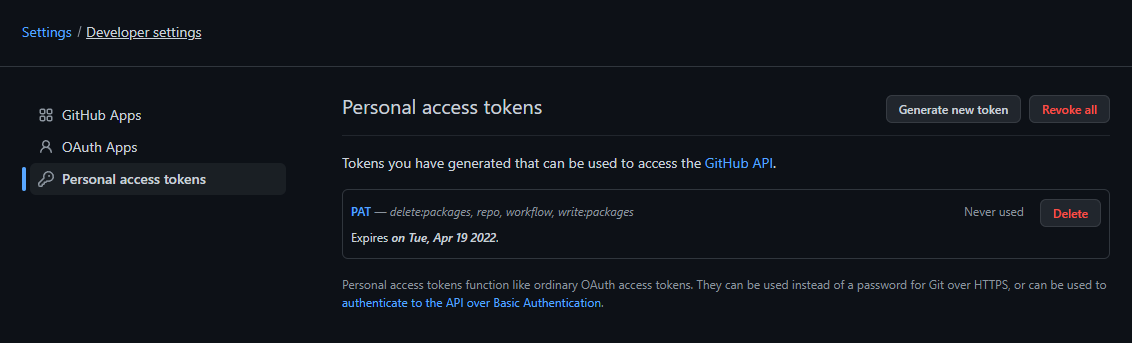 Settings / Developer settings
GitHub Apps
OAuth Apps
Personal access tokens
Personal access tokens
Generate new token
Revoke all
Tokens you have generated that can be used to access the GitHub API.
PAT — delete:packages, repo, workflow, write:packages
Never used
Delete
Expires on Tue, Apr 19 2022.
Personal access tokens function like ordinary OAuth access tokens. They can be used instead of a password for Git over HTTPS, or can be used to
authenticate to the API over Basic Authentication.